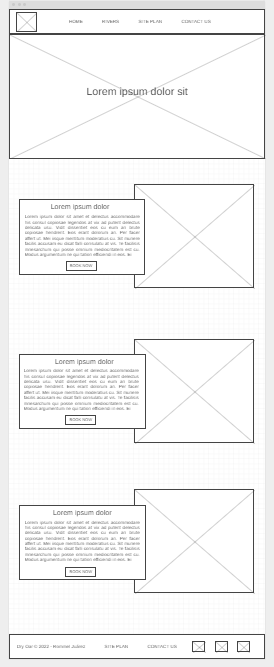 HOME RIVERS SITE PLAN CONTACT US
Lorem ipsum dolor sit
Lorem ipsum dolor
Lorem ipsum dolor sit amet et delectus accommodare
his consul copiosae legendos at vix ad putent delectus
delicata usu. Vidit dissentiet eos cu eum an brute
copiosae hendrerit. Eos erant dolorum an. Per facer
affert ut. Mei iisque mentitum moderatius cu. Sit munere
facilis accusam eu dicat falli consulatu at vis. Te facilisis
mnesarchum qui posse omnium mediocritatem est cu.
Modus argumentum ne qui tation efficiendi in eos. Ei
BOOK NOW
Lorem ipsum dolor
Lorem ipsum dolor sit amet et delectus accommodare
his consul copiosae legendos at vix ad putent delectus
delicata usu. Vidit dissentiet eos cu eum an brute
copiosae hendrerit. Eos erant dolorum an. Per facer
affert ut. Mei iisque mentitum moderatius cu. Sit munere
facilis accusam eu dicat falli consulatu at vis. Te facilisis
mnesarchum qui posse omnium mediocritatem est cu.
Modus argumentum ne qui tation efficiendi in eos. Ei
BOOK NOW
Lorem ipsum dolor
Lorem ipsum dolor sit amet et delectus accommodare
his consul copiosae legendos at vix ad putent delectus
delicata usu. Vidit dissentiet eos cu eum an brute
copiosae hendrerit. Eos erant dolorum an. Per facer
affert ut. Mei iisque mentitum moderatius cu. Sit munere
facilis accusam eu dicat falli consulatu at vis. Te facilisis
mnesarchum qui posse omnium mediocritatem est cu.
Modus argumentum ne qui tation efficiendi in eos. Ei
BOOK NOW
2022 SITE PLAN CONTACT US